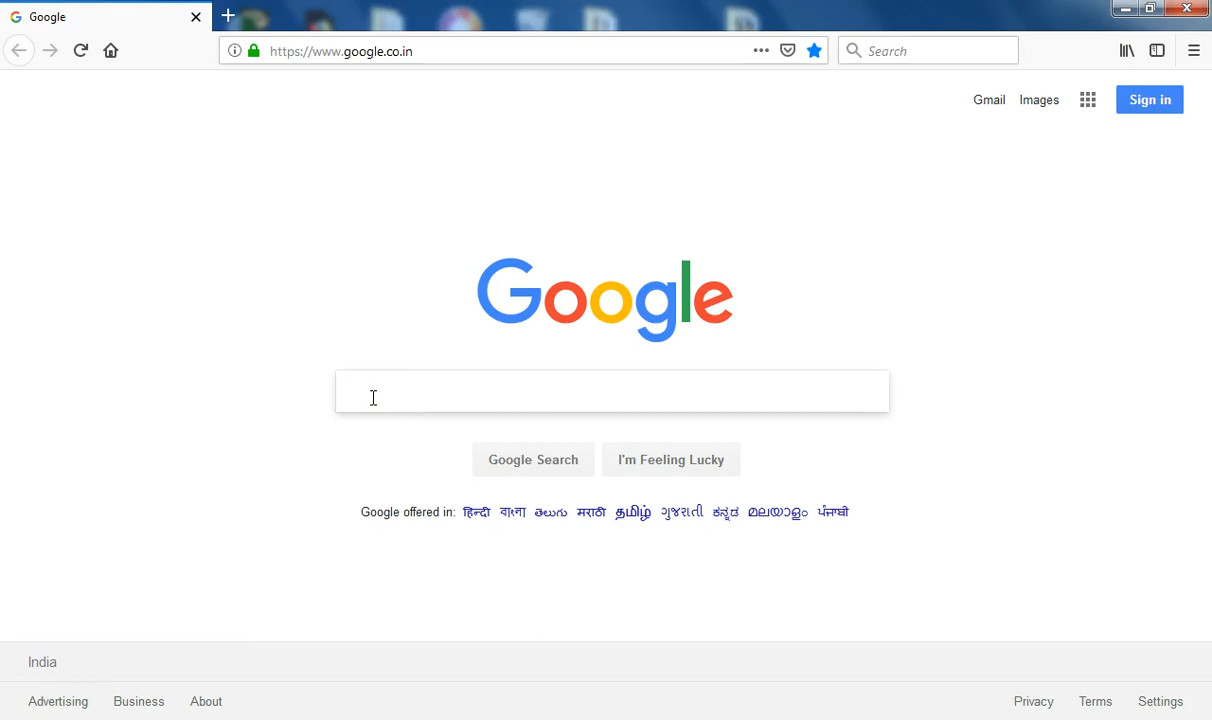 Google
https://www.google.co.in
Search
Gmail Images Sign in
Google
Google Search I'm Feeling Lucky
Google offered in: हिन्दी বাংলা తెలుగు मराठी தமிழ் ગુજરાતી ಕನ್ನಡ മലയാളം ਪੰਜਾਬੀ
India
Advertising Business About Privacy Terms Settings